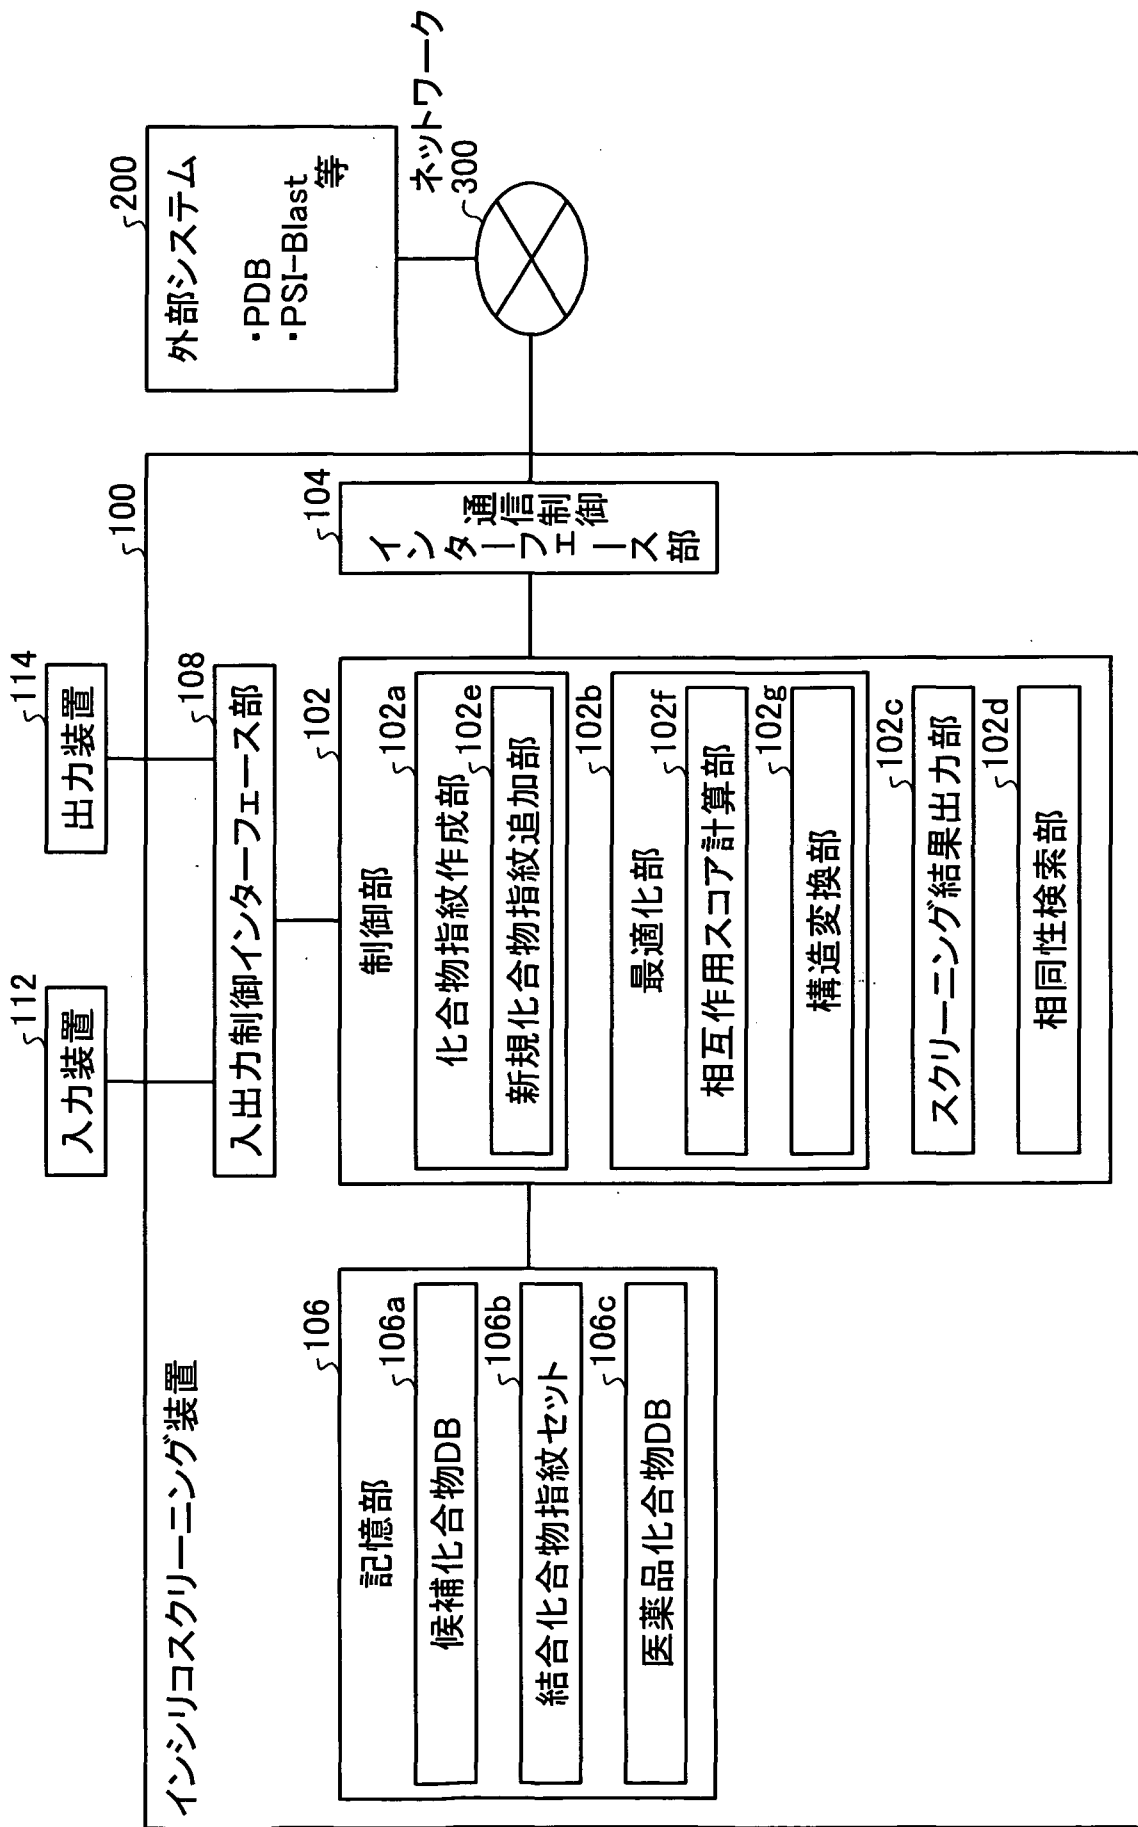 インシリコスクリーニング装置
100
入力装置
112
出力装置
114
入出力制御インターフェース部
108
記憶部
106
候補化合物DB
106a
結合化合物指紋セット
106b
医薬品化合物DB
106c
制御部
102
化合物指紋作成部
102a
新規化合物指紋追加部
102e
最適化部
102b
相互作用スコア計算部
102f
構造変換部
102g
スクリーニング結果出力部
102c
相同性検索部
102d
通信制御
インターフェース部
104
外部システム
200
・PDB
・PSI-Blast
等
ネットワーク
300